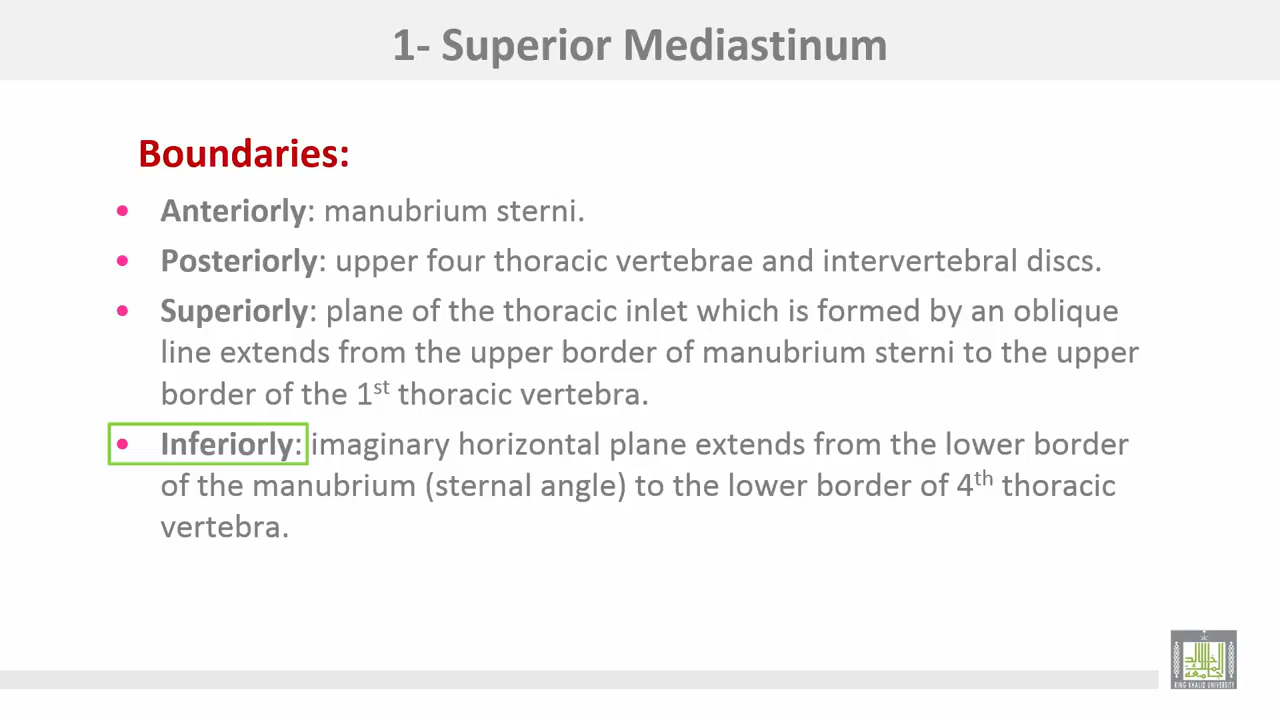 1- Superior Mediastinum
Boundaries:
• Anteriorly: manubrium sterni.
• Posteriorly: upper four thoracic vertebrae and intervertebral discs.
• Superiorly: plane of the thoracic inlet which is formed by an oblique
line extends from the upper border of manubrium sterni to the upper
border of the 1st thoracic vertebra.
• Inferiorly: imaginary horizontal plane extends from the lower border
of the manubrium (sternal angle) to the lower border of 4th thoracic
vertebra.
KING KHALID UNIVERSITY